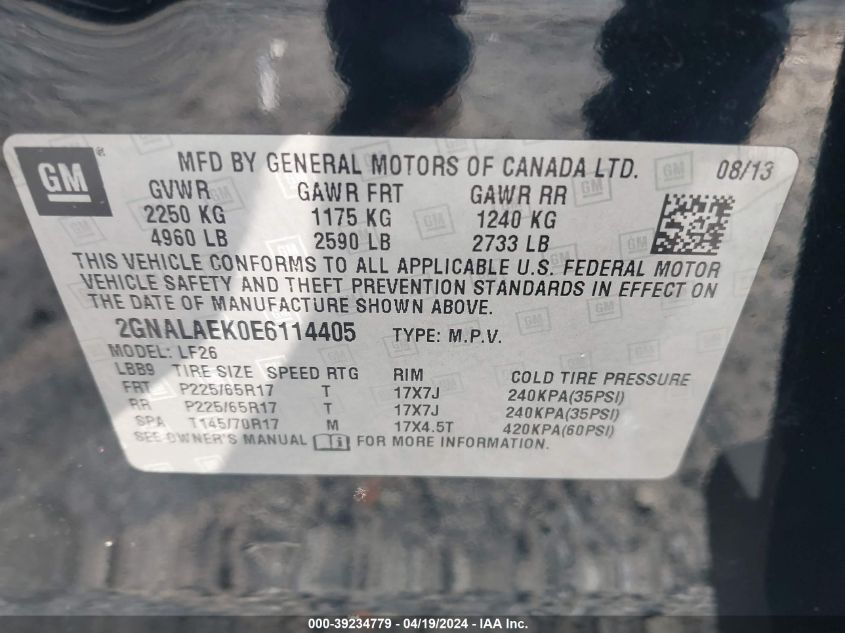 GM ®
MFD BY GENERAL MOTORS OF CANADA LTD. 08/13
GVWR GAWR FRT GAWR RR
2250 KG 1175 KG 1240 KG
4960 LB 2590 LB 2733 LB
THIS VEHICLE CONFORMS TO ALL APPLICABLE U.S. FEDERAL MOTOR
VEHICLE SAFETY AND THEFT PREVENTION STANDARDS IN EFFECT ON
THE DATE OF MANUFACTURE SHOWN ABOVE.
2GNALAEK0E6114405 TYPE: M.P.V.
MODEL: LF26
LBB9 TIRE SIZE SPEED RTG RIM COLD TIRE PRESSURE
FRT P225/65R17 T 17X7J 240KPA(35PSI)
RR P225/65R17 T 17X7J 240KPA(35PSI)
SPA T145/70R17 M 17X4.5T 420KPA(60PSI)
SEE OWNER'S MANUAL FOR MORE INFORMATION.
000-39234779 - 04/19/2024 - IAA Inc.